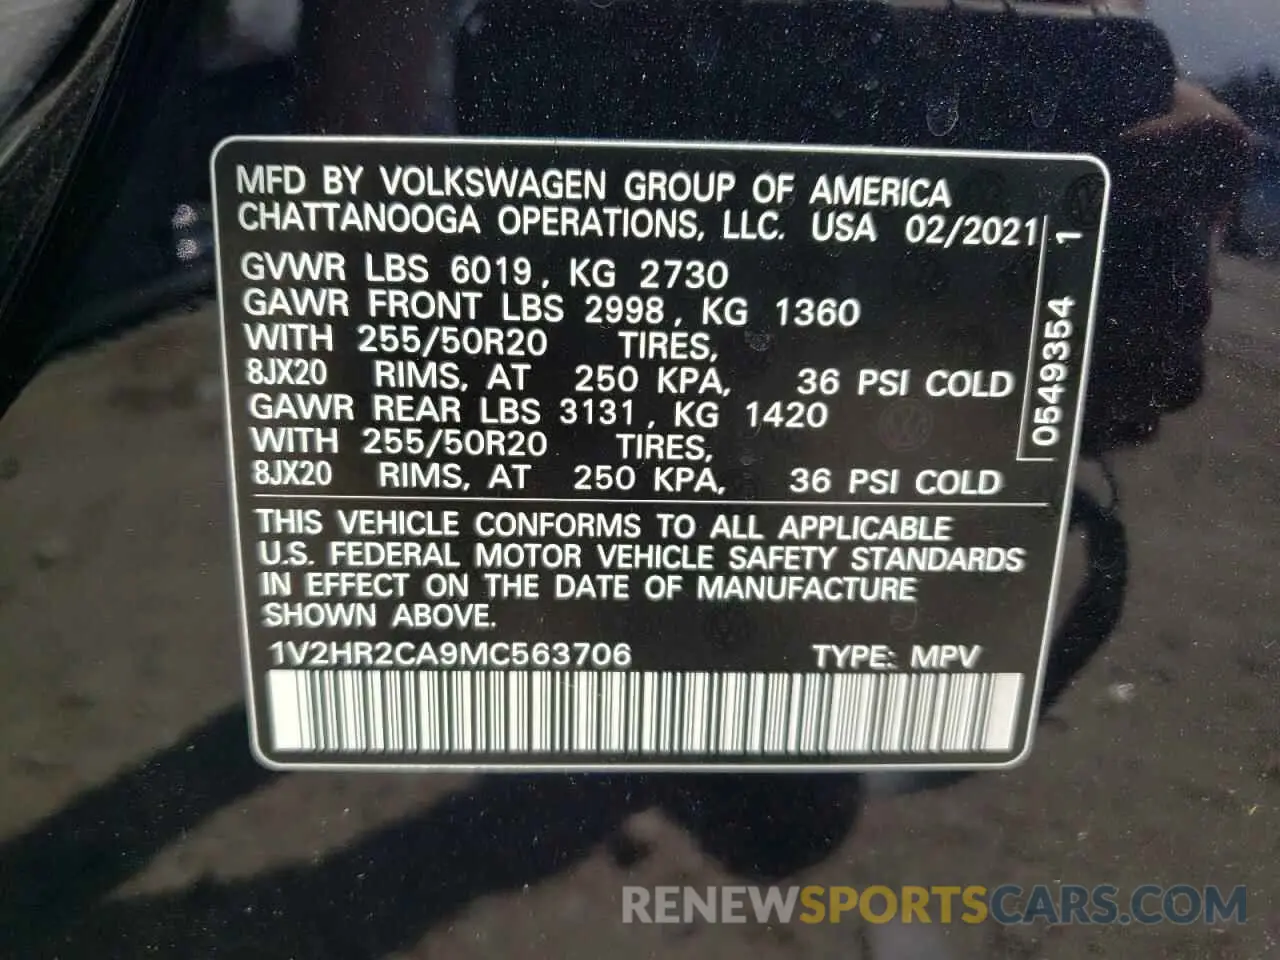 MFD BY VOLKSWAGEN GROUP OF AMERICA
CHATTANOOGA OPERATIONS, LLC. USA 02/2021
GVWR LBS 6019, KG 2730
GAWR FRONT LBS 2998, KG 1360
WITH 255/50R20 TIRES,
8JX20 RIMS, AT 250 KPA, 36 PSI COLD
GAWR REAR LBS 3131, KG 1420
WITH 255/50R20 TIRES,
8JX20 RIMS, AT 250 KPA, 36 PSI COLD
0549354 1
THIS VEHICLE CONFORMS TO ALL APPLICABLE
U.S. FEDERAL MOTOR VEHICLE SAFETY STANDARDS
IN EFFECT ON THE DATE OF MANUFACTURE
SHOWN ABOVE.
1V2HR2CA9MC563706 TYPE: MPV
RENEWSPORTSCARS.COM